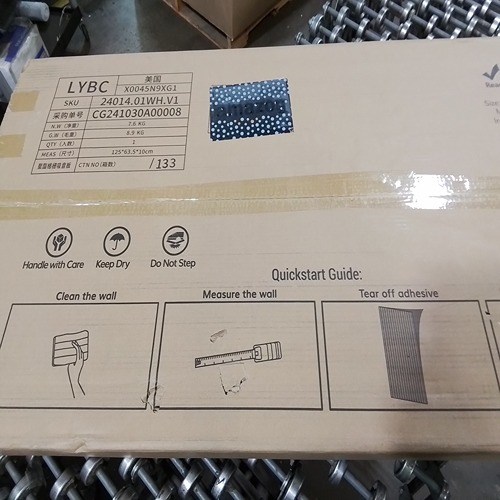 LYBC 美国
X0045N9XG1
SKU 24014.01WH.V1
采购单号 CG241030A00008
N.W (净重) 7.6 KG
G.W (毛重) 8.9 KG
QTY (入数) 1
MEAS (尺寸) 125*63.5*10cm
CTN NO (箱数) /133
Handle with Care Keep Dry Do Not Step
Quickstart Guide:
Clean the wall Measure the wall Tear off adhesive